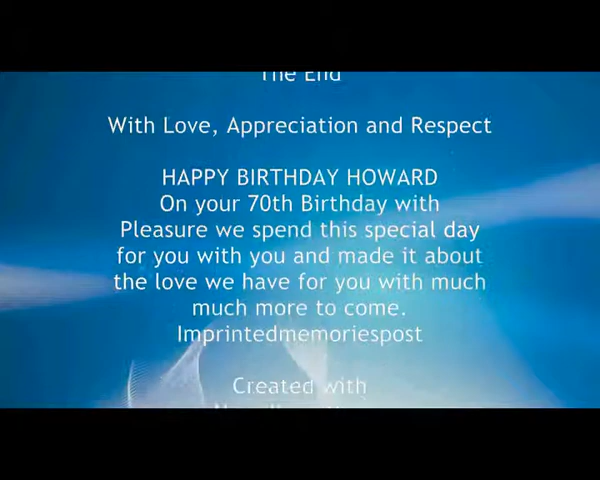 The End
With Love, Appreciation and Respect
HAPPY BIRTHDAY HOWARD
On your 70th Birthday with
Pleasure we spend this special day
for you with you and made it about
the love we have for you with much
much more to come.
Imprintedmemoriespost
Created with